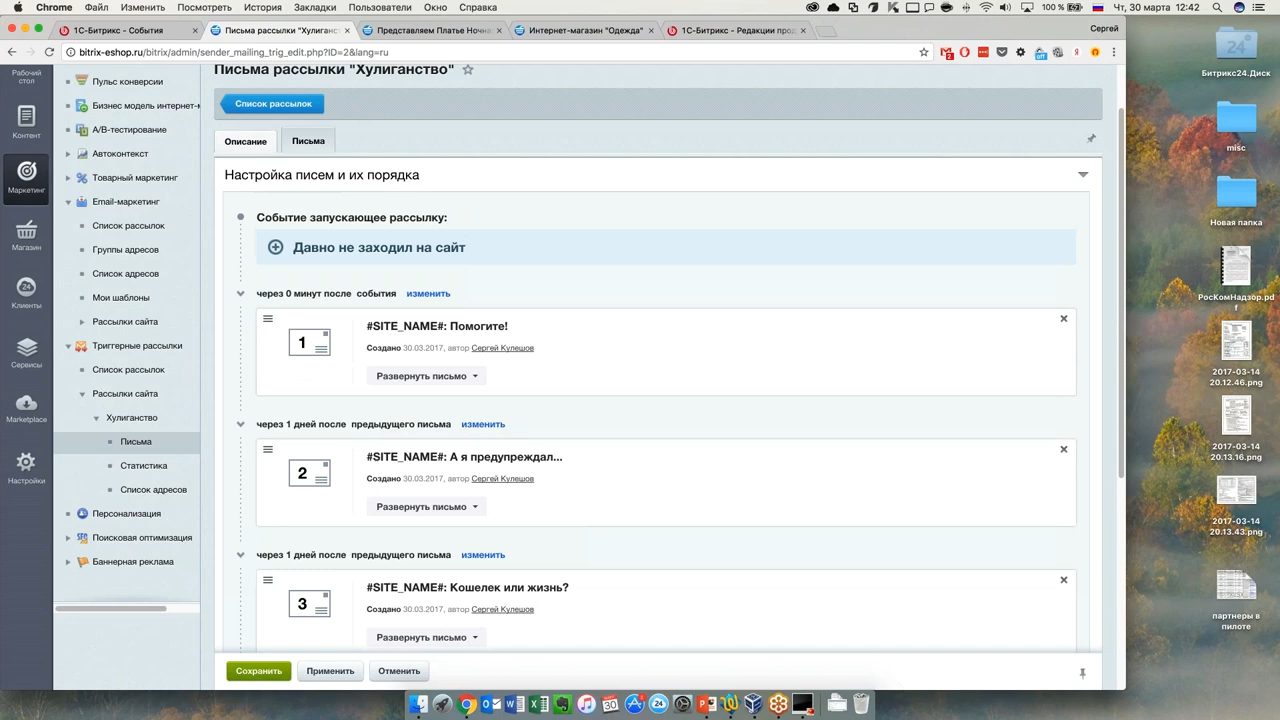 Chrome Файл Изменить Посмотреть История Закладки Пользователи Окно Справка
100 % Чт, 30 марта 12:42
1С-Битрикс - События
Письма рассылки "Хулиганст
Представляем Платье Ночна
Интернет-магазин "Одежда"
1С-Битрикс - Редакции про
Сергей
bitrix-eshop.ru/bitrix/admin/sender_mailing_trig_edit.php?ID=2&lang=ru
Рабочий стол
Контент
Маркетинг
Магазин
24
Клиенты
Сервисы
Marketplace
Настройки
Пульс конверсии
Бизнес модель интернет-м
A/B-тестирование
Автоконтекст
Товарный маркетинг
Email-маркетинг
Список рассылок
Группы адресов
Список адресов
Мои шаблоны
Рассылки сайта
Триггерные рассылки
Список рассылок
Рассылки сайта
Хулиганство
Письма
Статистика
Список адресов
Персонализация
Поисковая оптимизация
Баннерная реклама
Письма рассылки "Хулиганство"
Список рассылок
Описание Письма
Настройка писем и их порядка
Событие запускающее рассылку:
Давно не заходил на сайт
через 0 минут после события изменить
1
#SITE_NAME#: Помогите!
Создано 30.03.2017, автор Сергей Кулешов
Развернуть письмо
через 1 дней после предыдущего письма изменить
2
#SITE_NAME#: А я предупреждал...
Создано 30.03.2017, автор Сергей Кулешов
Развернуть письмо
через 1 дней после предыдущего письма изменить
3
#SITE_NAME#: Кошелек или жизнь?
Создано 30.03.2017, автор Сергей Кулешов
Развернуть письмо
Сохранить Применить Отменить
24
Битрикс24.Диск
misc
Новая папка
РосКомНадзор.pd
f
2017-03-14
20.12.46.png
2017-03-14
20.13.16.png
2017-03-14
20.13.43.png
партнеры в
пилоте